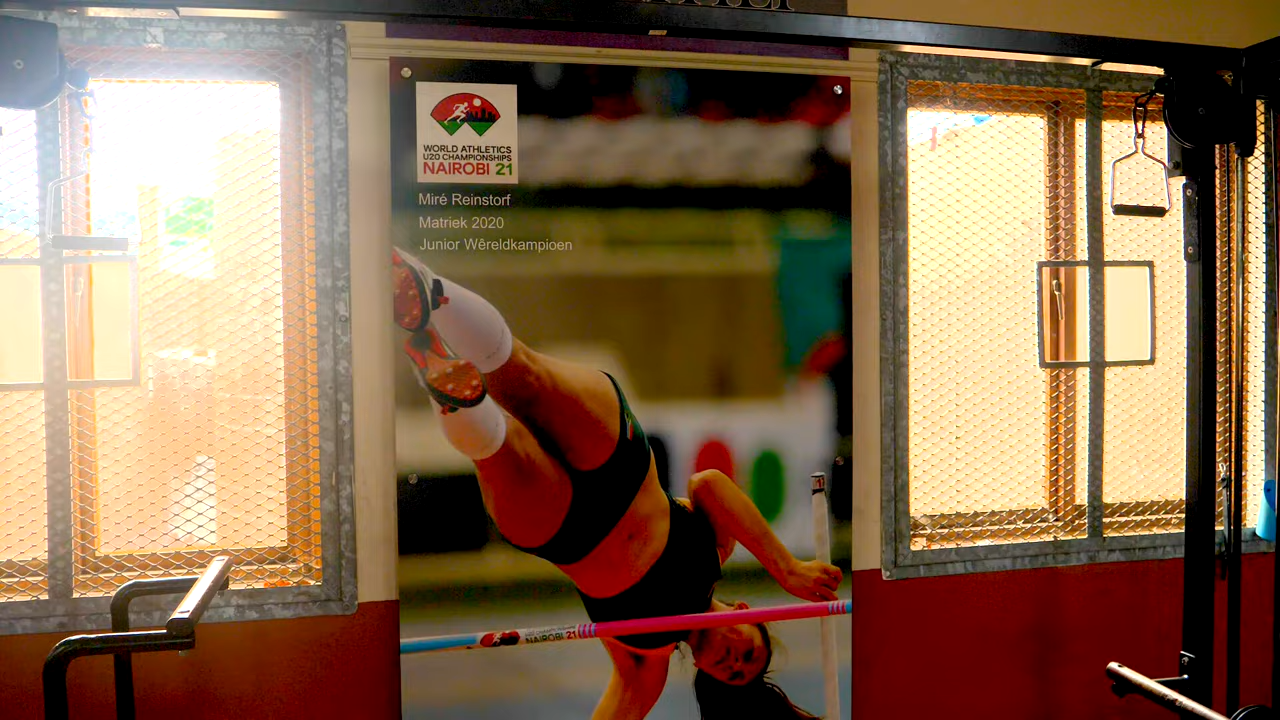 WORLD ATHLETICS
U20 CHAMPIONSHIPS
NAIROBI 21
Miré Reinstorf
Matriek 2020
Junior Wêreldkampioen
NAIROBI 21